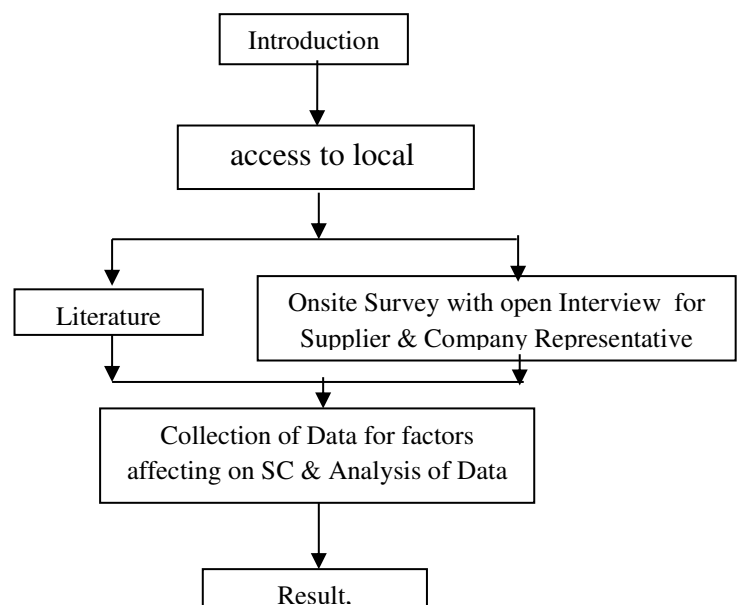 Introduction
access to local
Literature
Onsite Survey with open Interview for
Supplier & Company Representative
Collection of Data for factors
affecting on SC & Analysis of Data
Result,